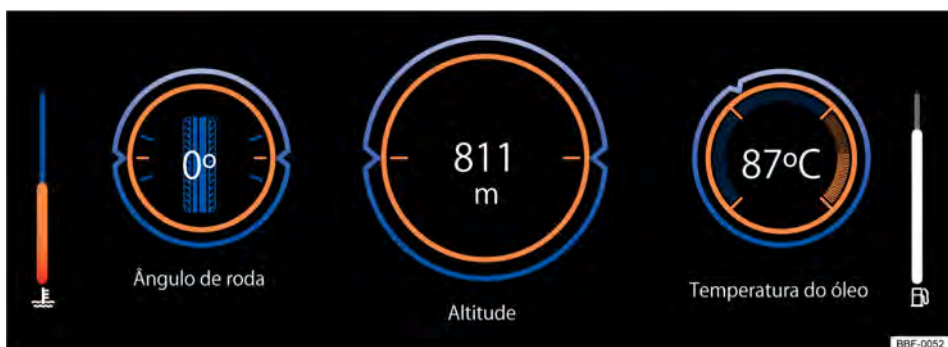 0º
811
m
87ºC
Ângulo de roda
Altitude
Temperatura do óleo
BBF-0052